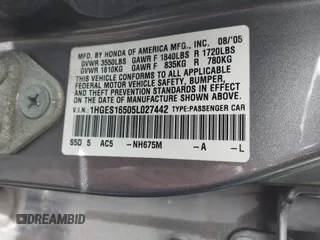 MFD. BY HONDA OF AMERICA MFG., INC. 08/'05
GVWR 3550LBS GAWR F 1840LBS R 1720LBS
GVWR 1610KG GAWR F 835KG R 780KG
THIS VEHICLE CONFORMS TO ALL APPLICABLE
FEDERAL MOTOR VEHICLE SAFETY, BUMPER,
AND THEFT PREVENTION STANDARDS IN EFFECT
ON THE DATE OF MANUFACTURE SHOWN ABOVE.
V.I.N.: 1HGES16505L027442 TYPE:PASSENGER CAR
S5D 5 AC5 -NH675M -A -L
DREAMBID